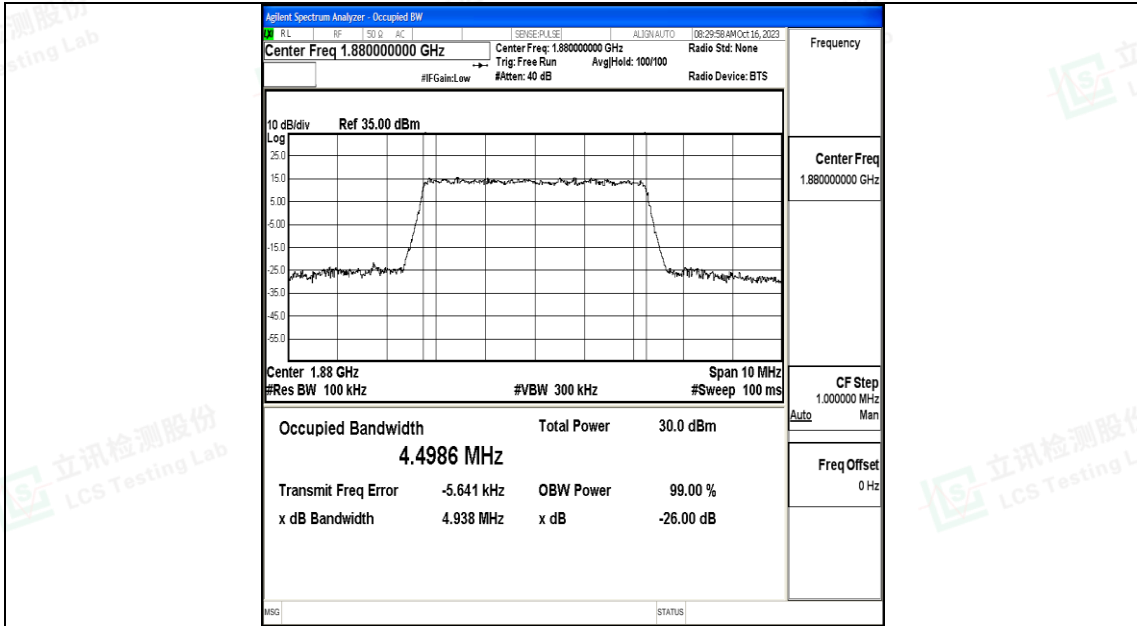 Agilent Spectrum Analyzer - Occupied BW
RL RF 50 Ω AC SENSE:PULSE ALIGN AUTO 08:29:58 AM Oct 16, 2023
Center Freq 1.880000000 GHz
Center Freq: 1.880000000 GHz
Radio Std: None
Trig: Free Run Avg|Hold: 100/100
#IFGain:Low #Atten: 40 dB Radio Device: BTS
10 dB/div Ref 35.00 dBm
Log
25.0
15.0
5.00
-5.00
-15.0
-25.0
-35.0
-45.0
-55.0
Center 1.88 GHz Span 10 MHz
#Res BW 100 kHz #VBW 300 kHz #Sweep 100 ms
Occupied Bandwidth Total Power 30.0 dBm
4.4986 MHz
Transmit Freq Error -5.641 kHz OBW Power 99.00 %
x dB Bandwidth 4.938 MHz x dB -26.00 dB
MSG STATUS
Frequency
Center Freq
1.880000000 GHz
CF Step
1.000000 MHz
Auto Man
Freq Offset
0 Hz
立讯检测股份
LCS Testing Lab
立讯检测股份
LCS Testing L